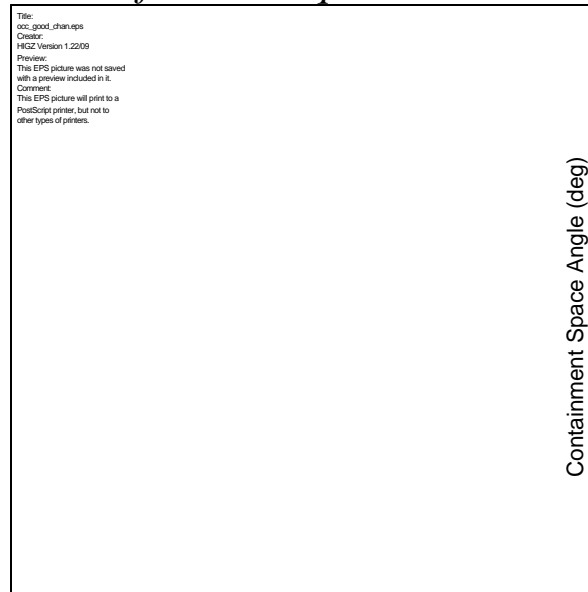 Title:
occ_good_chan.eps
Creator:
HIGZ Version 1.22/09
Preview:
This EPS picture was not saved
with a preview included in it.
Comment:
This EPS picture will print to a
PostScript printer, but not to
other types of printers.
Containment Space Angle (deg)